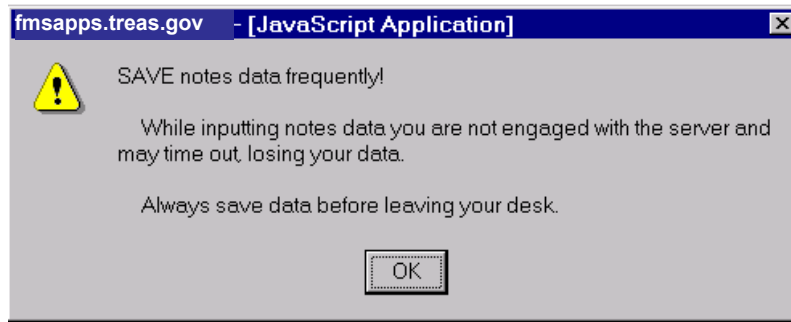 fmsapps.treas.gov - [JavaScript Application]
SAVE notes data frequently!
While inputting notes data you are not engaged with the server and
may time out, losing your data.
Always save data before leaving your desk.
OK